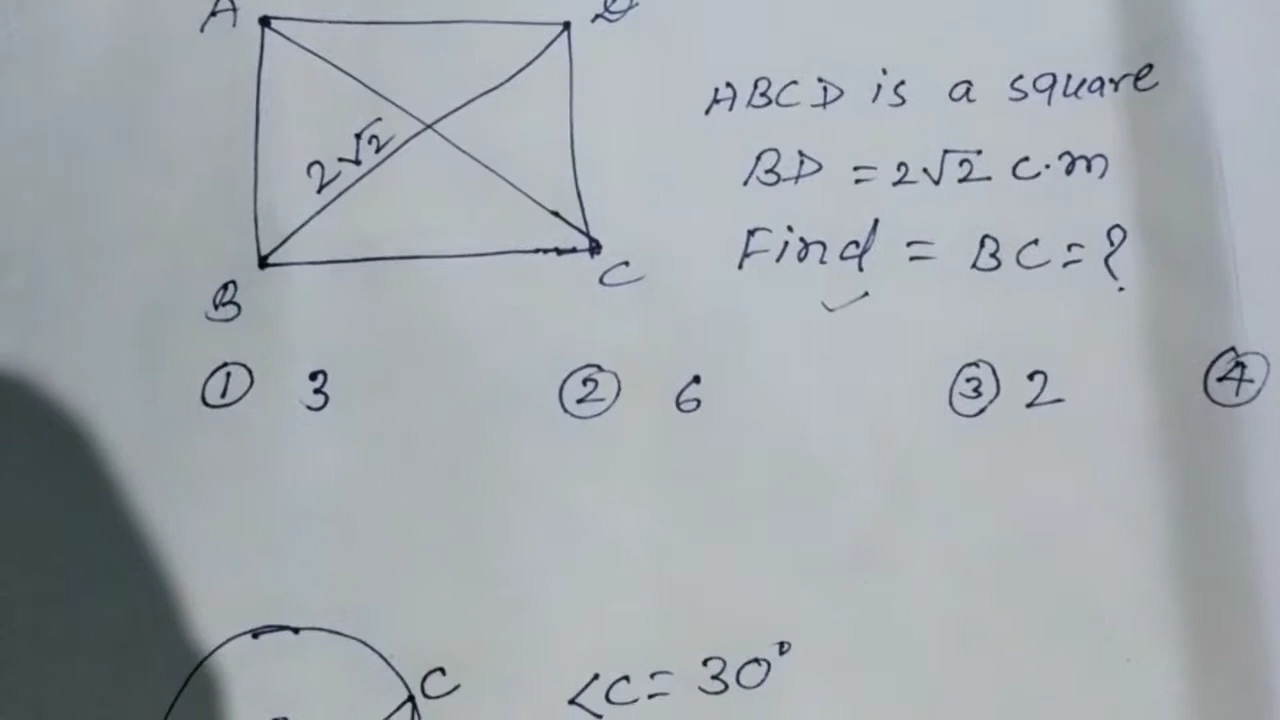 A D
ABCD is a square
2√2
BD = 2√2 c.m
Find = BC = ?
B C
① 3 ② 6 ③ 2 ④
C
<C = 30°